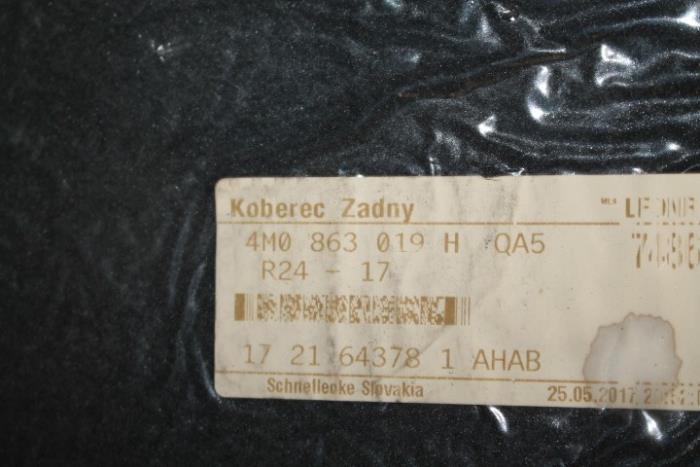 Koberec Zadny
4M0 863 019 H QA5
R24 - 17
17 21 64378 1 AHAB
Schnellecke Slovakia
25.05.2017